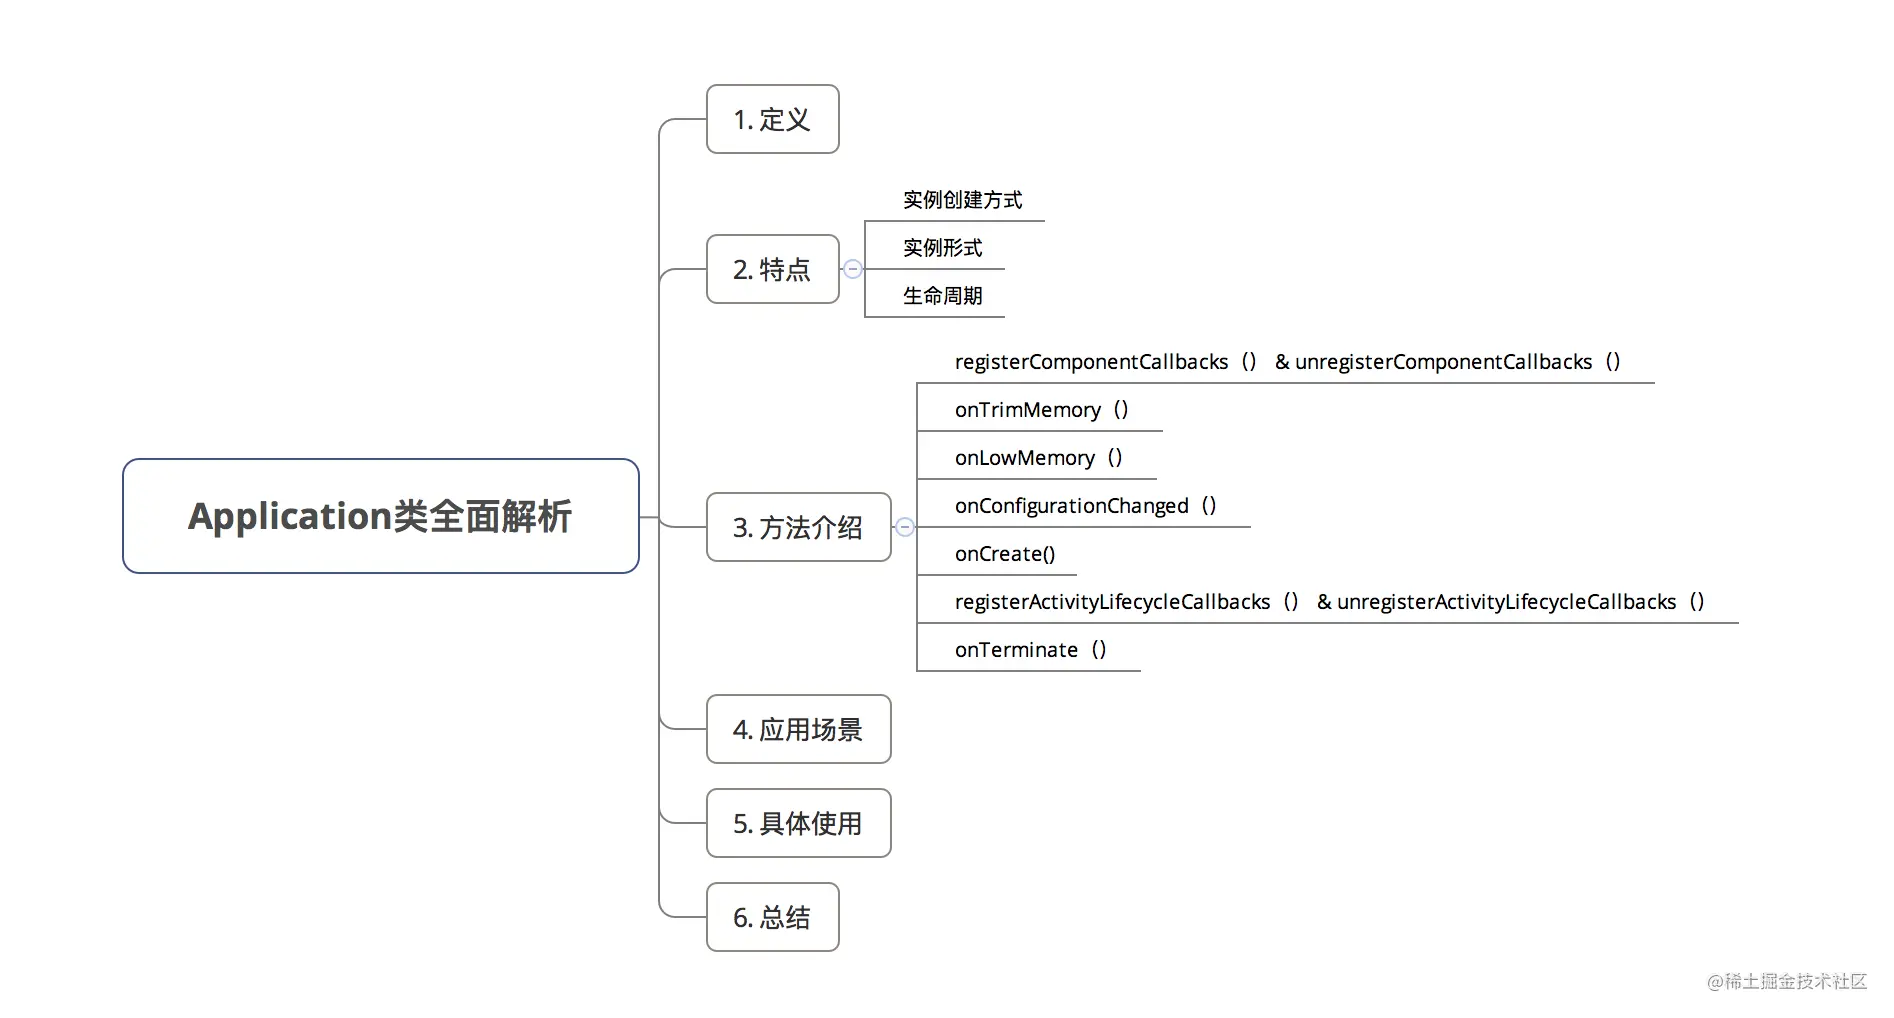 Application类全面解析
1. 定义
2. 特点
实例创建方式
实例形式
生命周期
3. 方法介绍
registerComponentCallbacks（） & unregisterComponentCallbacks（）
onTrimMemory（）
onLowMemory（）
onConfigurationChanged（）
onCreate()
registerActivityLifecycleCallbacks（） & unregisterActivityLifecycleCallbacks（）
onTerminate（）
4. 应用场景
5. 具体使用
6. 总结
@稀土掘金技术社区